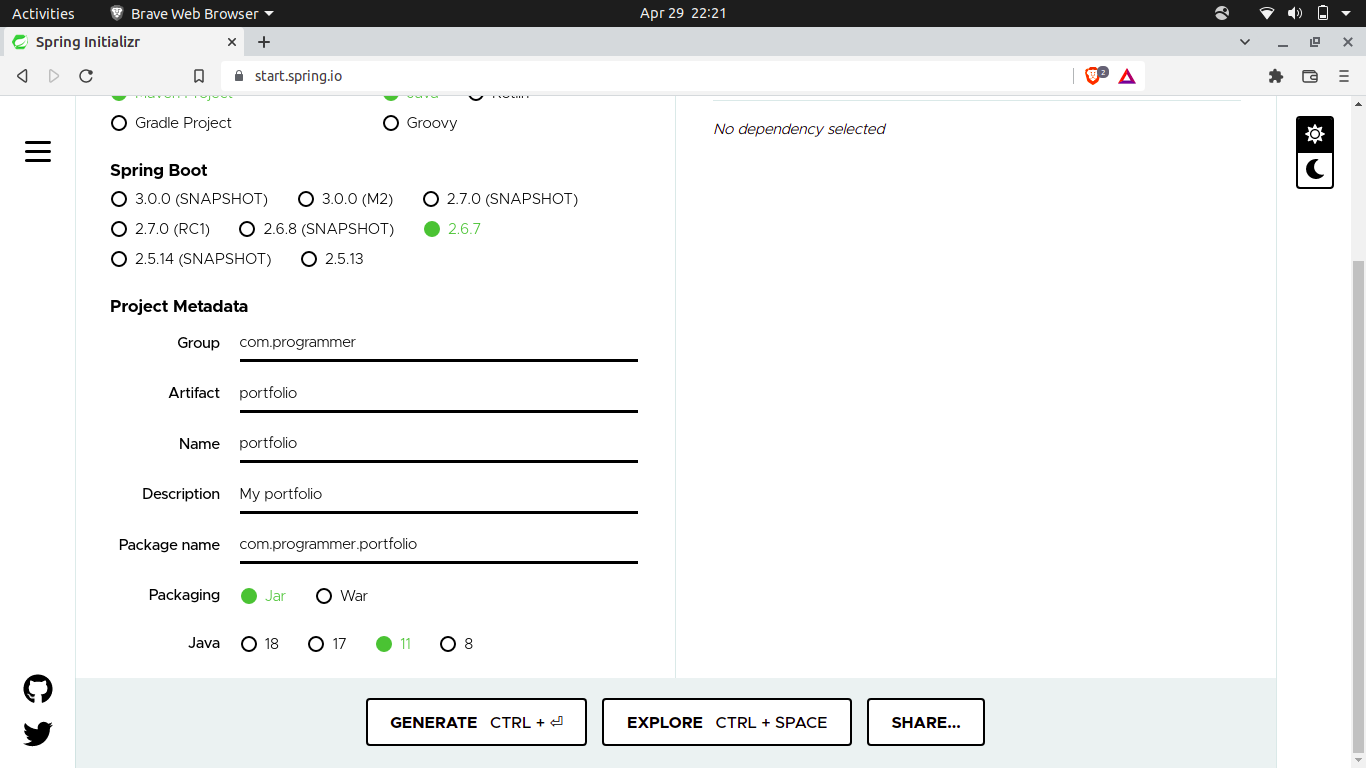 Activities Brave Web Browser Apr 29 22:21
Spring Initializr
start.spring.io 2
Maven Project Java Kotlin
Gradle Project Groovy
No dependency selected
Spring Boot
3.0.0 (SNAPSHOT) 3.0.0 (M2) 2.7.0 (SNAPSHOT)
2.7.0 (RC1) 2.6.8 (SNAPSHOT) 2.6.7
2.5.14 (SNAPSHOT) 2.5.13
Project Metadata
Group com.programmer
Artifact portfolio
Name portfolio
Description My portfolio
Package name com.programmer.portfolio
Packaging Jar War
Java 18 17 11 8
GENERATE CTRL + ⏎ EXPLORE CTRL + SPACE SHARE...